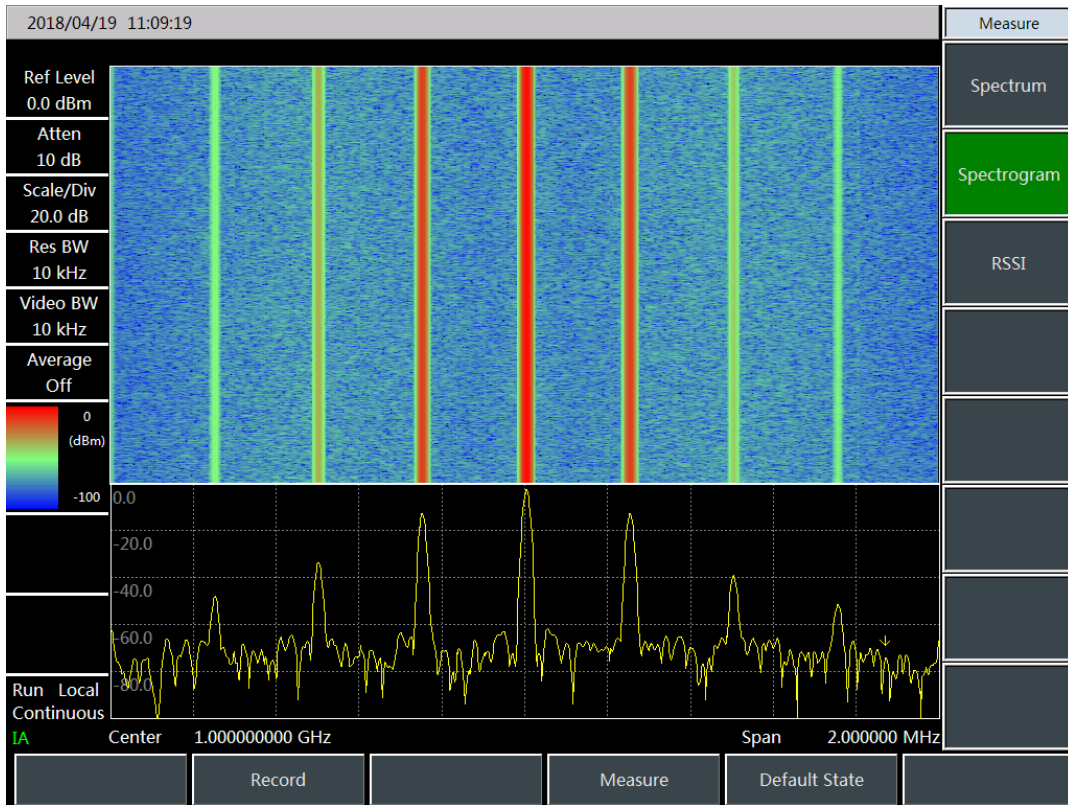 2018/04/19 11:09:19
Measure
Ref Level
0.0 dBm
Atten
10 dB
Scale/Div
20.0 dB
Res BW
10 kHz
Video BW
10 kHz
Average
Off
0
(dBm)
-100
Run Local
Continuous
IA
0.0
-20.0
-40.0
-60.0
-80.0
Center 1.000000000 GHz
Span 2.000000 MHz
Spectrum
Spectrogram
RSSI
Record
Measure
Default State